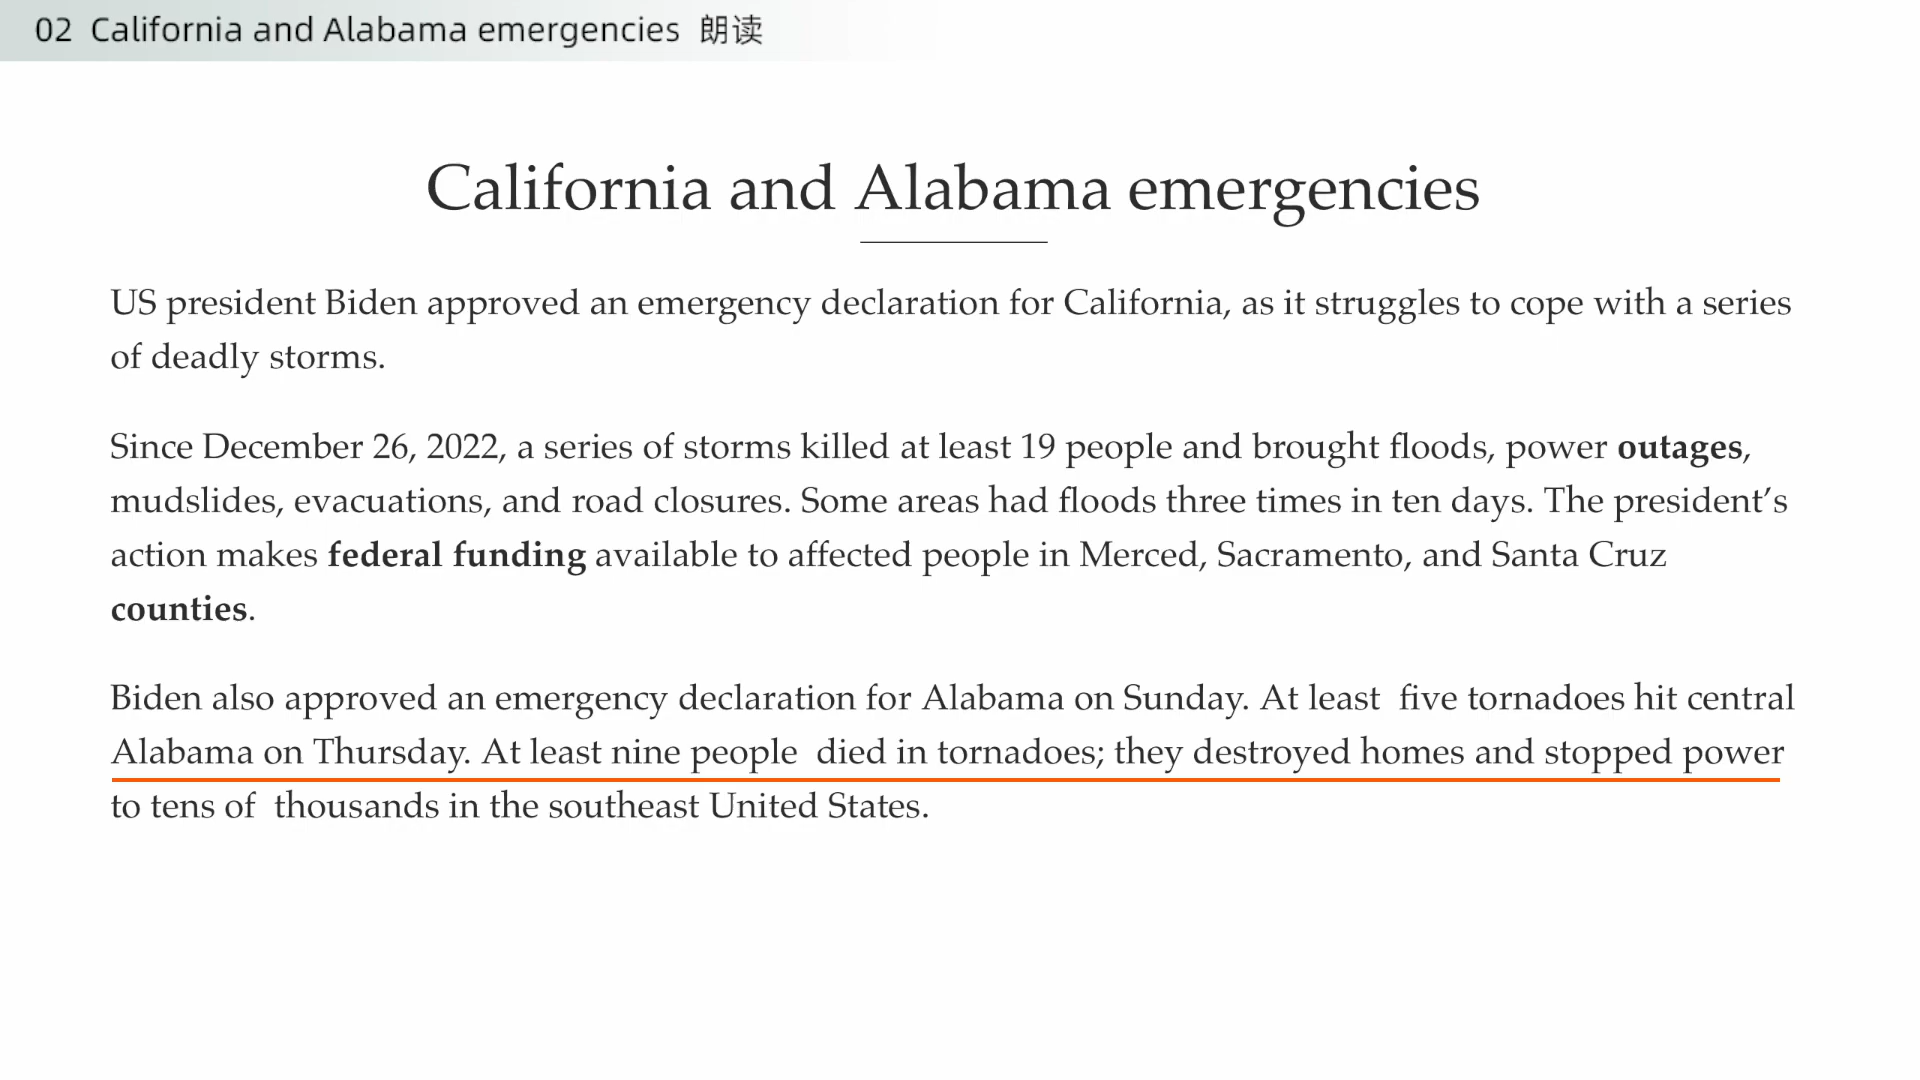 02 California and Alabama emergencies 朗读
California and Alabama emergencies
US president Biden approved an emergency declaration for California, as it struggles to cope with a series
of deadly storms.
Since December 26, 2022, a series of storms killed at least 19 people and brought floods, power outages,
mudslides, evacuations, and road closures. Some areas had floods three times in ten days. The president’s
action makes federal funding available to affected people in Merced, Sacramento, and Santa Cruz
counties.
Biden also approved an emergency declaration for Alabama on Sunday. At least five tornadoes hit central
Alabama on Thursday. At least nine people died in tornadoes; they destroyed homes and stopped power
to tens of thousands in the southeast United States.